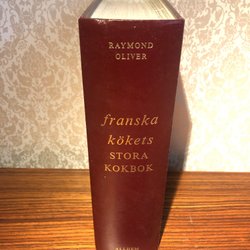 RAYMOND
OLIVER
franska
kökets
STORA
KOKBOK